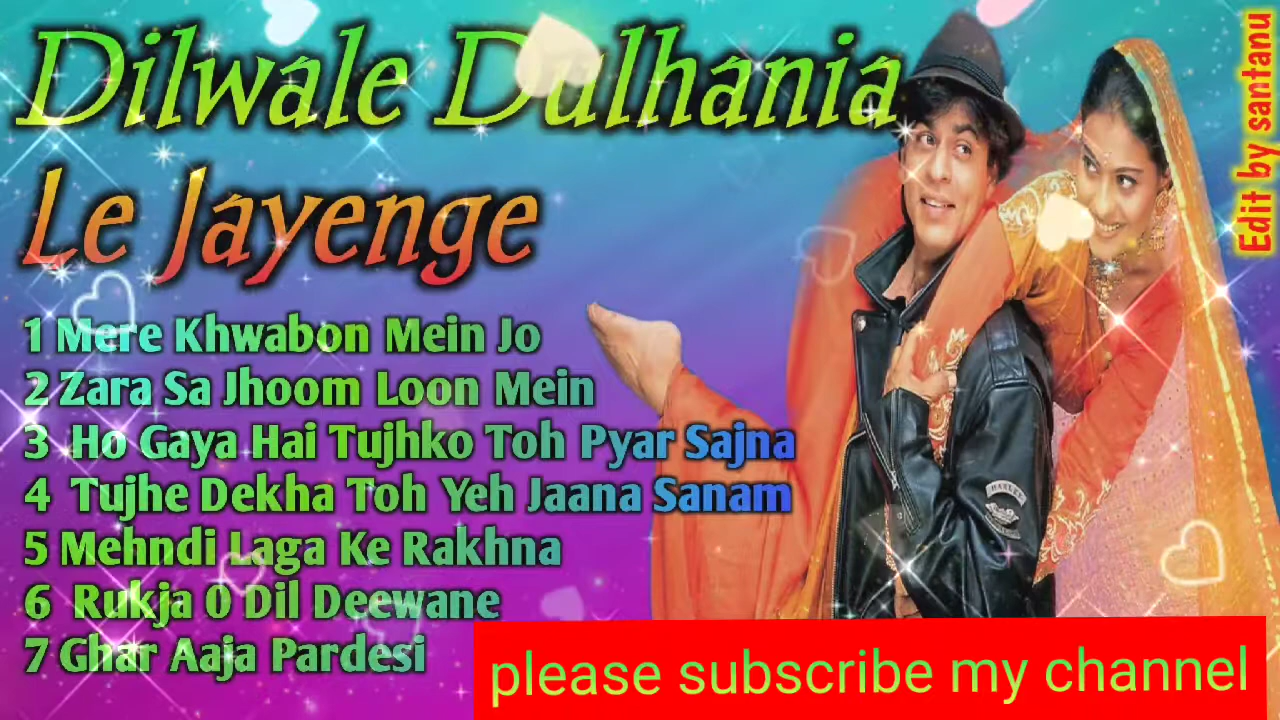 Dilwale Dulhania
Le Jayenge
1 Mere Khwabon Mein Jo
2 Zara Sa Jhoom Loon Mein
3 Ho Gaya Hai Tujhko Toh Pyar Sajna
4 Tujhe Dekha Toh Yeh Jaana Sanam
5 Mehndi Laga Ke Rakhna
6 Rukja O Dil Deewane
7 Ghar Aaja Pardesi
please subscribe my channel
Edit by santanu